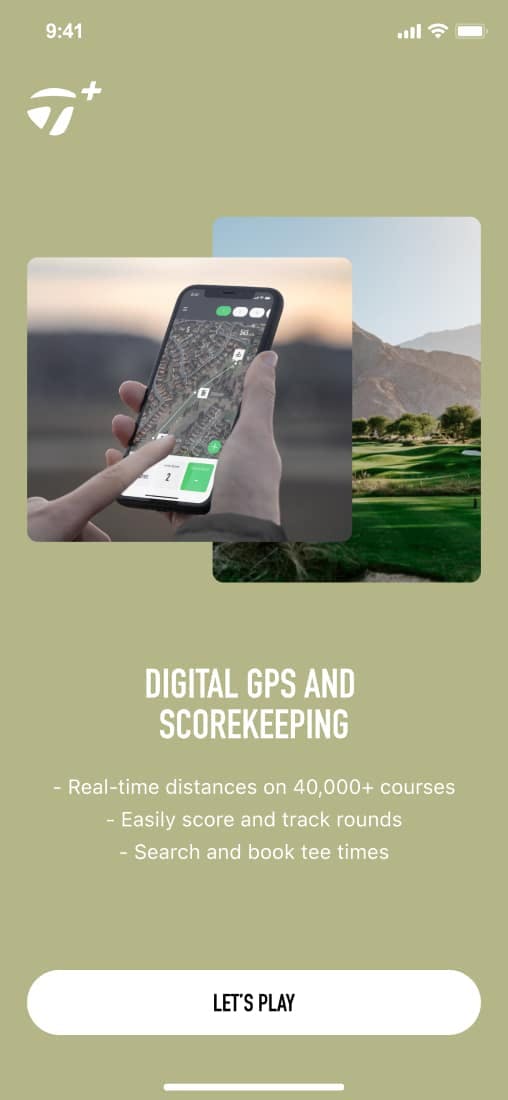 9:41
DIGITAL GPS AND
SCOREKEEPING
- Real-time distances on 40,000+ courses
- Easily score and track rounds
- Search and book tee times
LET'S PLAY